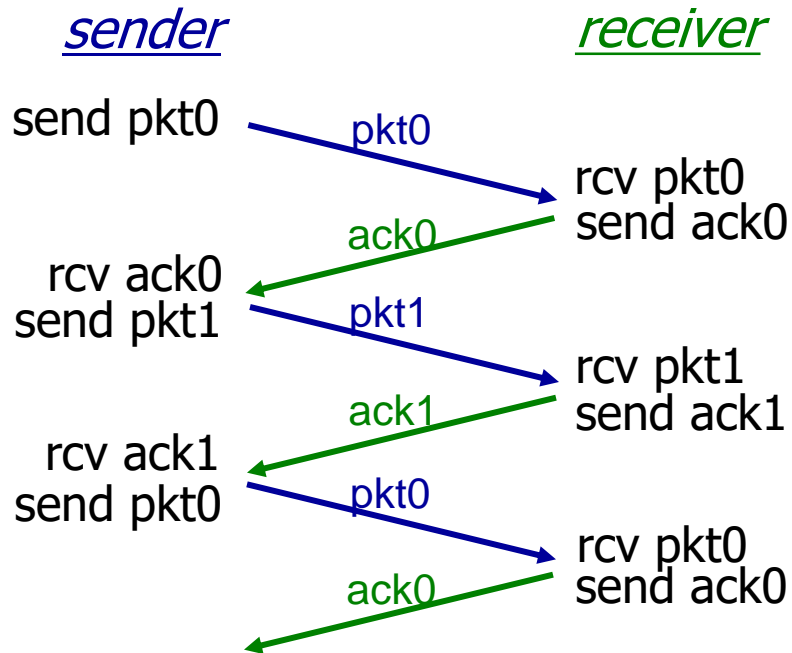 sender
receiver
send pkt0
pkt0
rcv pkt0
send ack0
ack0
rcv ack0
send pkt1
pkt1
rcv pkt1
send ack1
ack1
rcv ack1
send pkt0
pkt0
rcv pkt0
send ack0
ack0